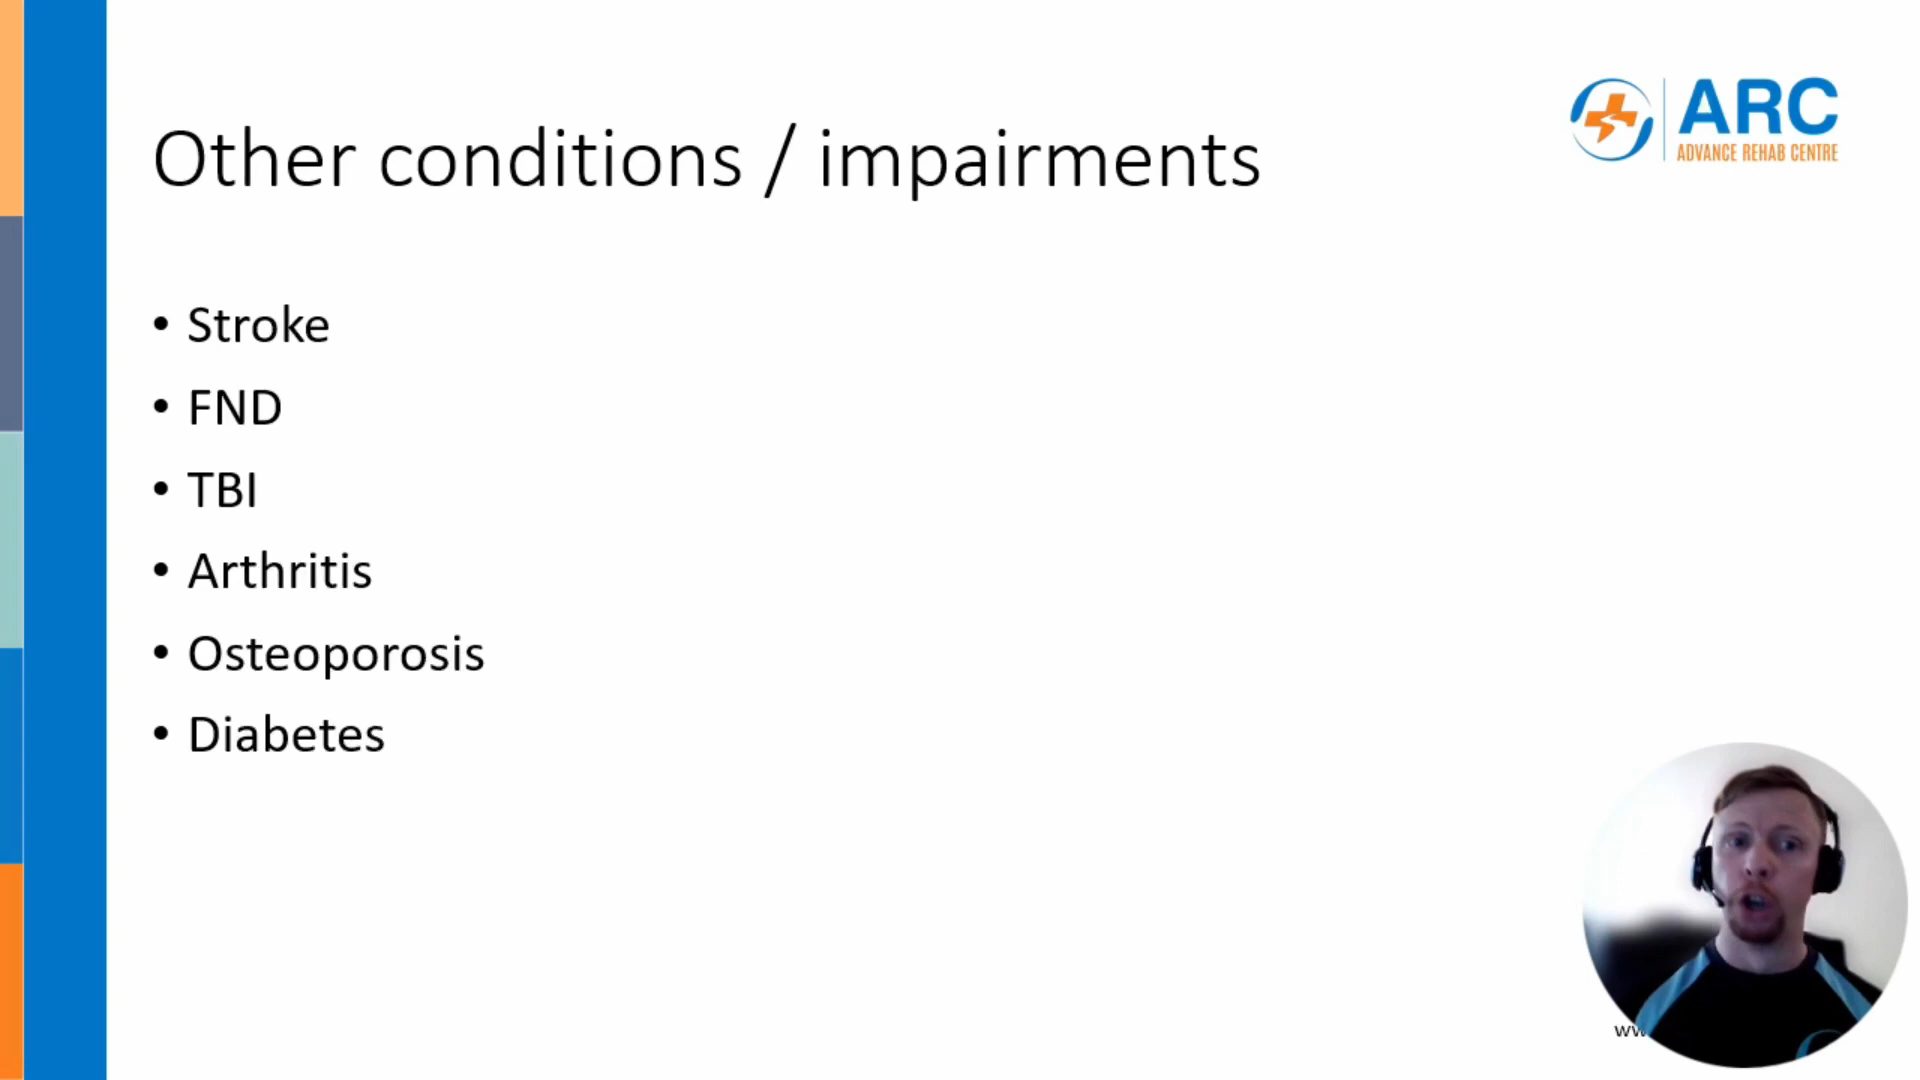 ARC
ADVANCE REHAB CENTRE
Other conditions / impairments
• Stroke
• FND
• TBI
• Arthritis
• Osteoporosis
• Diabetes